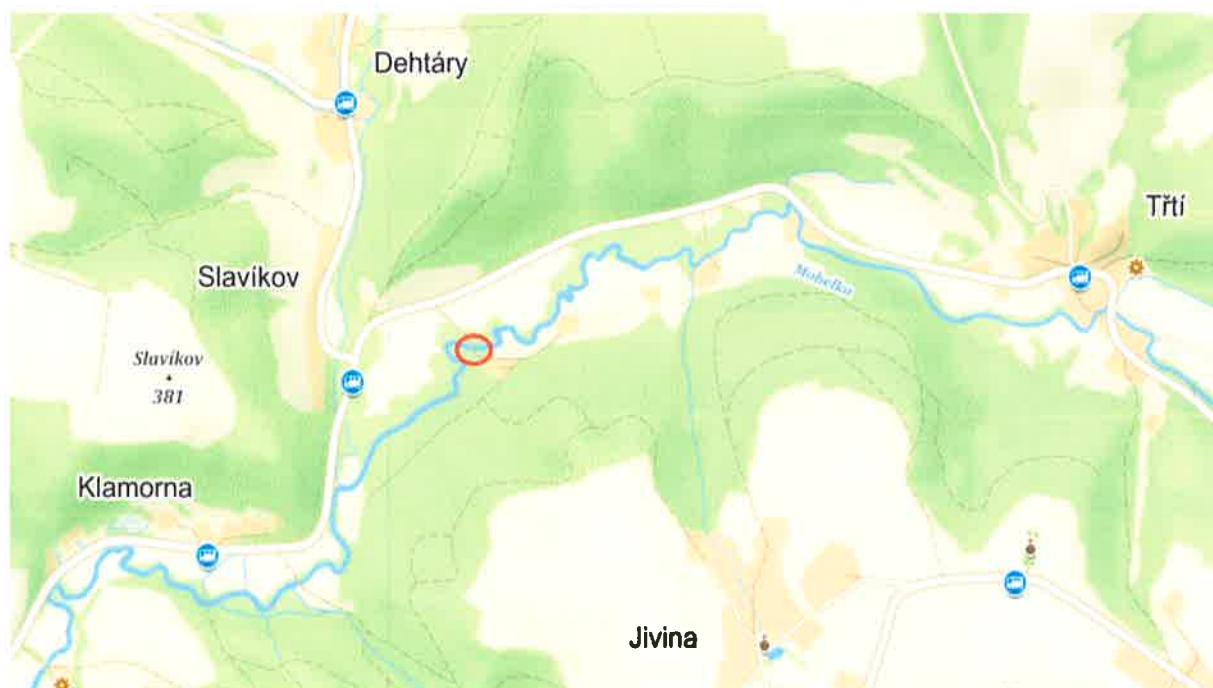 Dehtáry
Třtí
Slavíkov
Mohelka
Slavíkov
381
Klamorna
Jivina